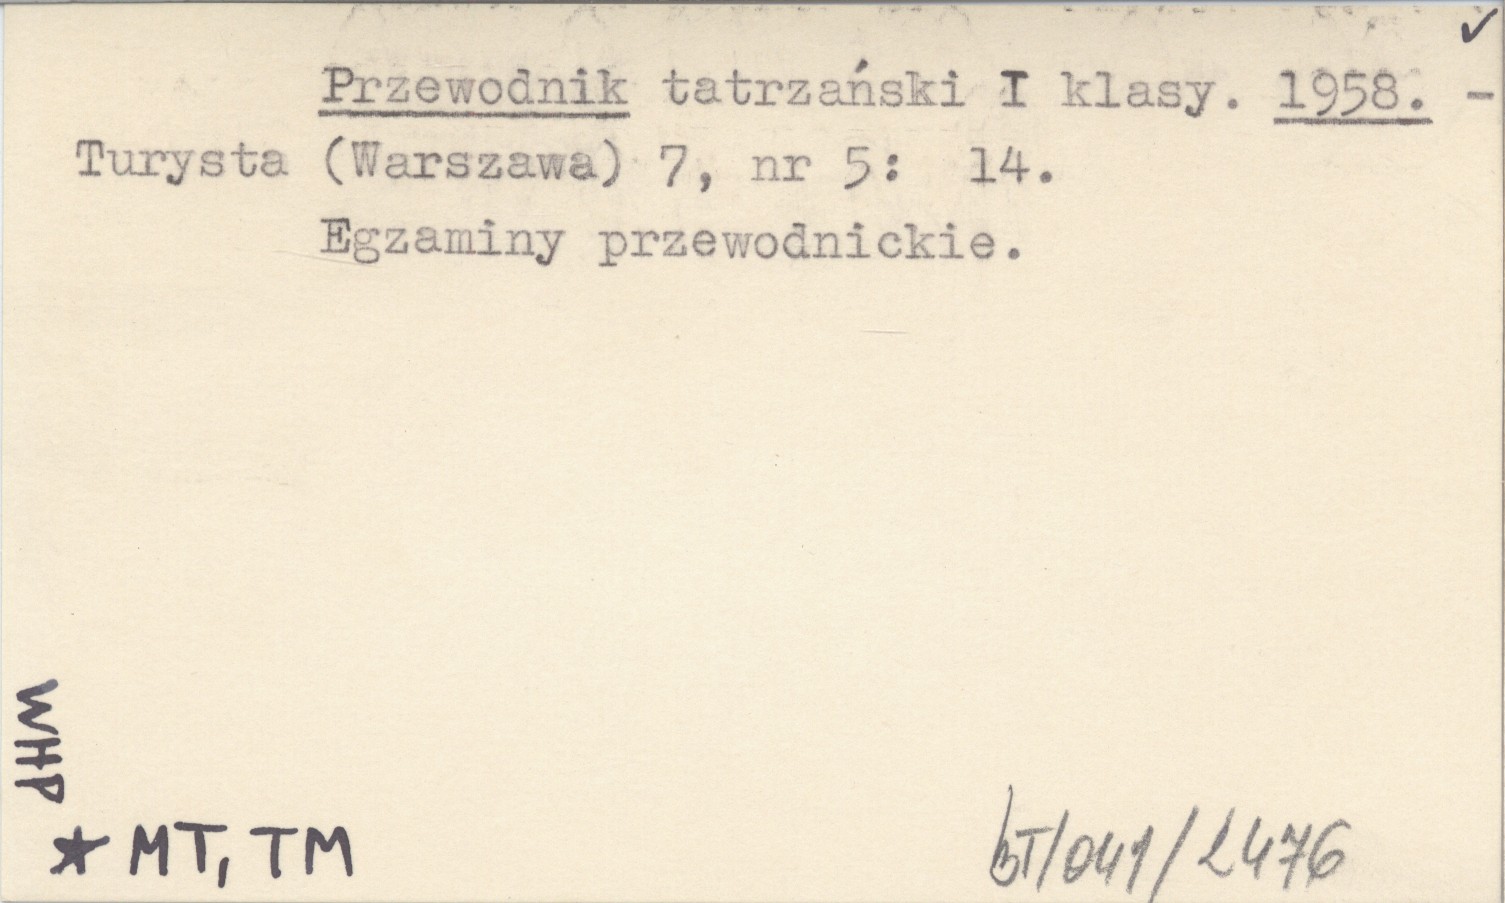 Przewodnik tatrzański I klasy. 1958. -
Turysta (Warszawa) 7, nr 5: 14.
Egzaminy przewodnickie.
WHP
★ MT, TM
bT/041/2476